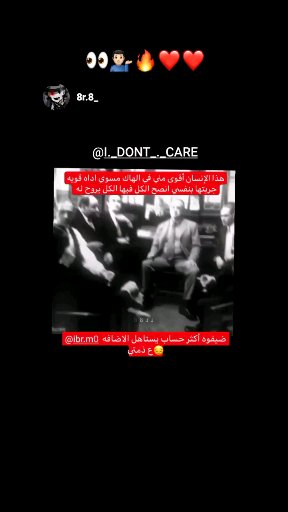 👀💁🏻‍♂️🔥❤️❤️
8r.8_
@I._DONT_._CARE
هذا الإنسان أقوى مني في الهاك مسوي اداه قويه
جربتها بنفسي انصح الكل فيها الكل يروح له
ضيفوه أكثر حساب يستاهل الاضافه @ibr.m0
ع ذمتي😔